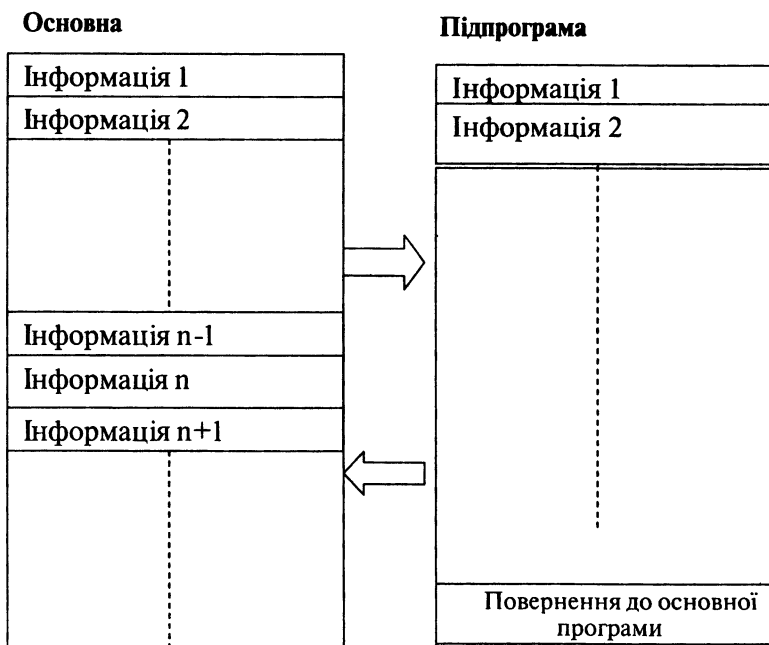 Основна
Інформація 1
Інформація 2
Інформація n-1
Інформація n
Інформація n+1
Підпрограма
Інформація 1
Інформація 2
Повернення до основної
програми